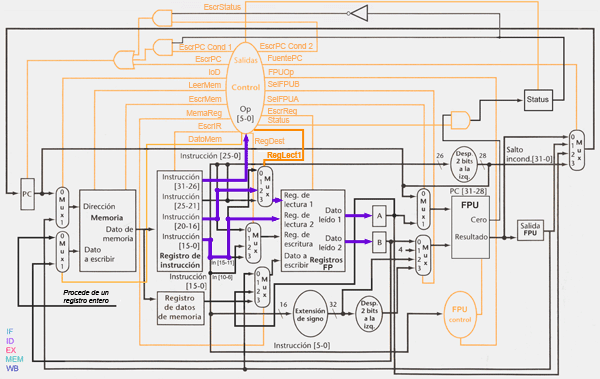 EscrStatus
EscrPC Cond 1
EscrPC Cond 2
EscrPC
FuentePC
IoD
FPUOp
LeerMem
SelFPUB
EscrMem
SelFPUA
MemaReg
EscrReg
EscrIR
Status
DatoMem
RegDest
RegLect1
Salidas
Control
Op
[5-0]
Status
Instrucción [25-0]
26
Desp.
2 bits
a la
izq.
28
Salto
incond.[31-0]
PC [31-28]
PC
0
M
u
x
1
Dirección
Memoria
Dato de
memoria
Dato
a escribir
0
M
u
x
1
Instrucción
[31-26]
Instrucción
[25-21]
Instrucción
[20-16]
Instrucción
[15-0]
Registro de
instrucción
Instrucción
[15-0]
Registro
de datos
de memoria
In [15-11]
In [10-6]
0
1
2
3
M
u
x
0
M
u
x
1
0
1
2
3
M
u
x
Reg. de
lectura 1
Reg. de
lectura 2
Reg. de
escritura
Dato a
escribir
Dato
leído 1
Dato
leído 2
Registros
FP
A
B
4
0
M
u
x
1
0
1
2
3
M
u
x
FPU
Cero
Resultado
Salida
FPU
0
1
2
3
M
u
x
Procede de un
registro entero
16
Extensión
de signo
32
Desp.
2 bits
a la
izq.
FPU
control
Instrucción [5-0]
IF
ID
EX
MEM
WB